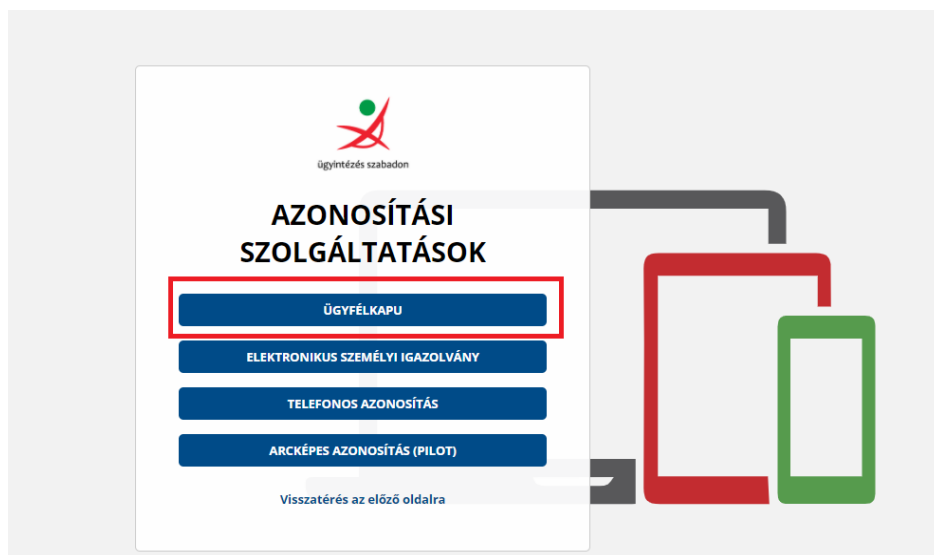 ügyintézés szabadon
AZONOSÍTÁSI
SZOLGÁLTATÁSOK
ÜGYFÉLKAPU
ELEKTRONIKUS SZEMÉLYI IGAZOLVÁNY
TELEFONOS AZONOSÍTÁS
ARCKÉPES AZONOSÍTÁS (PILOT)
Visszatérés az előző oldalra